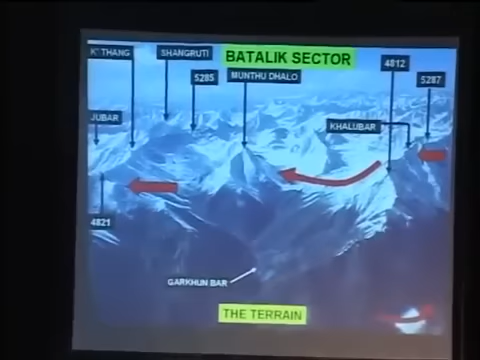 K' THANG
SHANGRUTI
BATALIK SECTOR
4812
5285
MUNTHU DHALO
5287
JUBAR
KHALUBAR
4821
GARKHUN BAR
THE TERRAIN